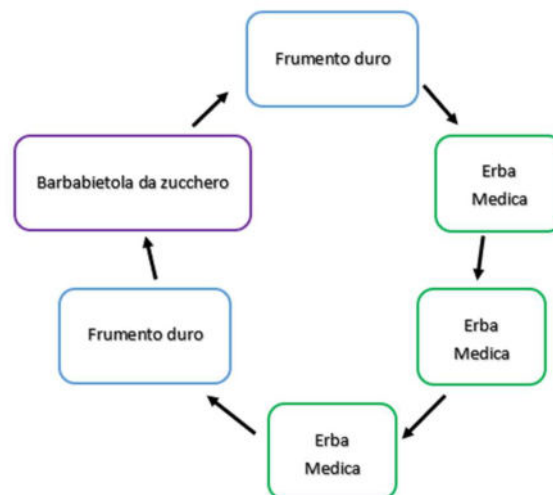 Frumento duro
Erba
Medica
Erba
Medica
Erba
Medica
Frumento duro
Barbabietola da zucchero